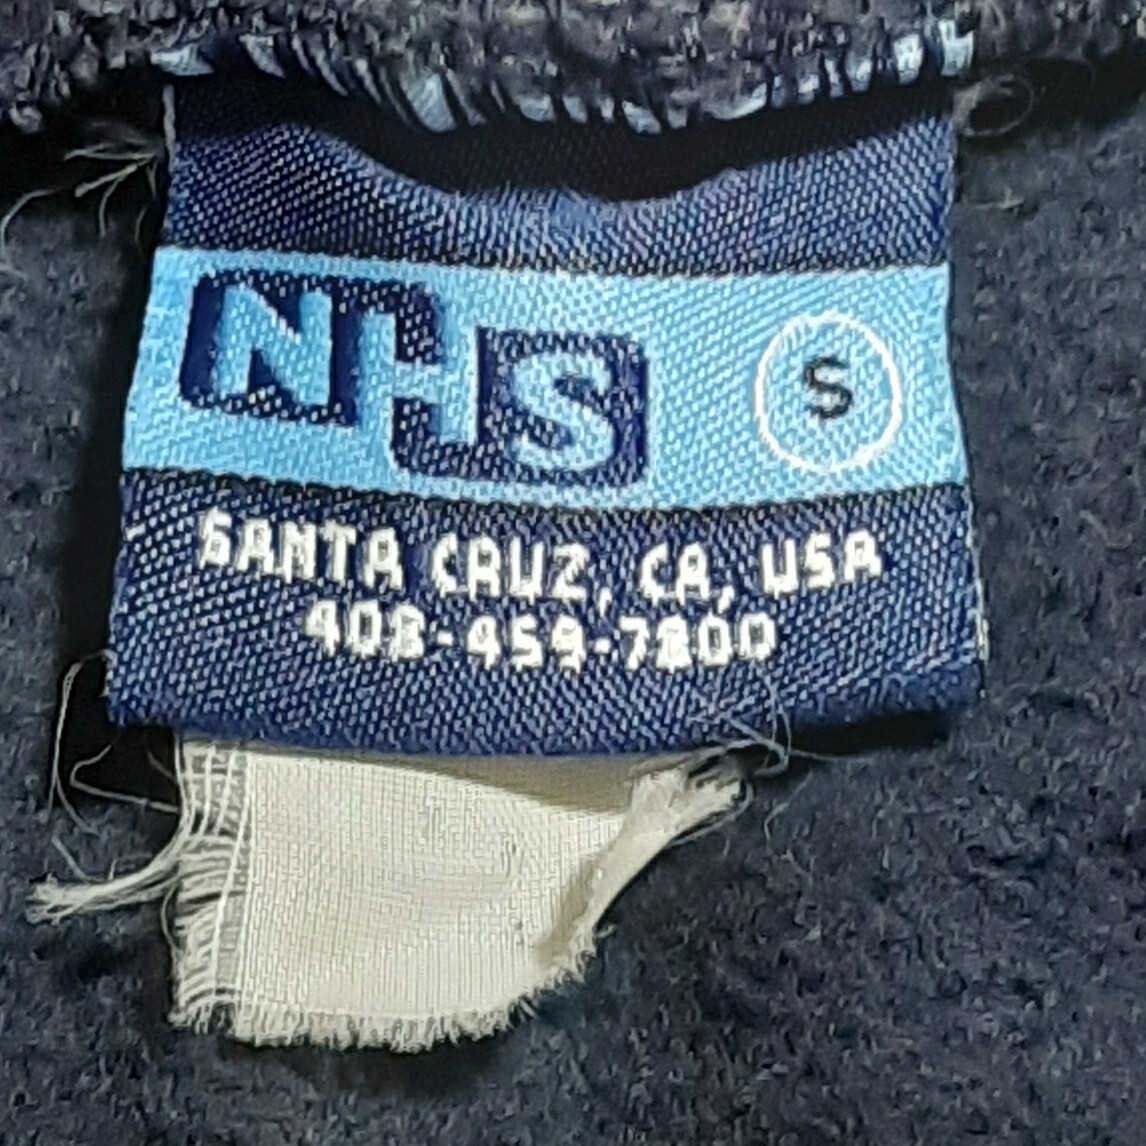 NHS S
SANTA CRUZ, CA, USA
408-459-7800